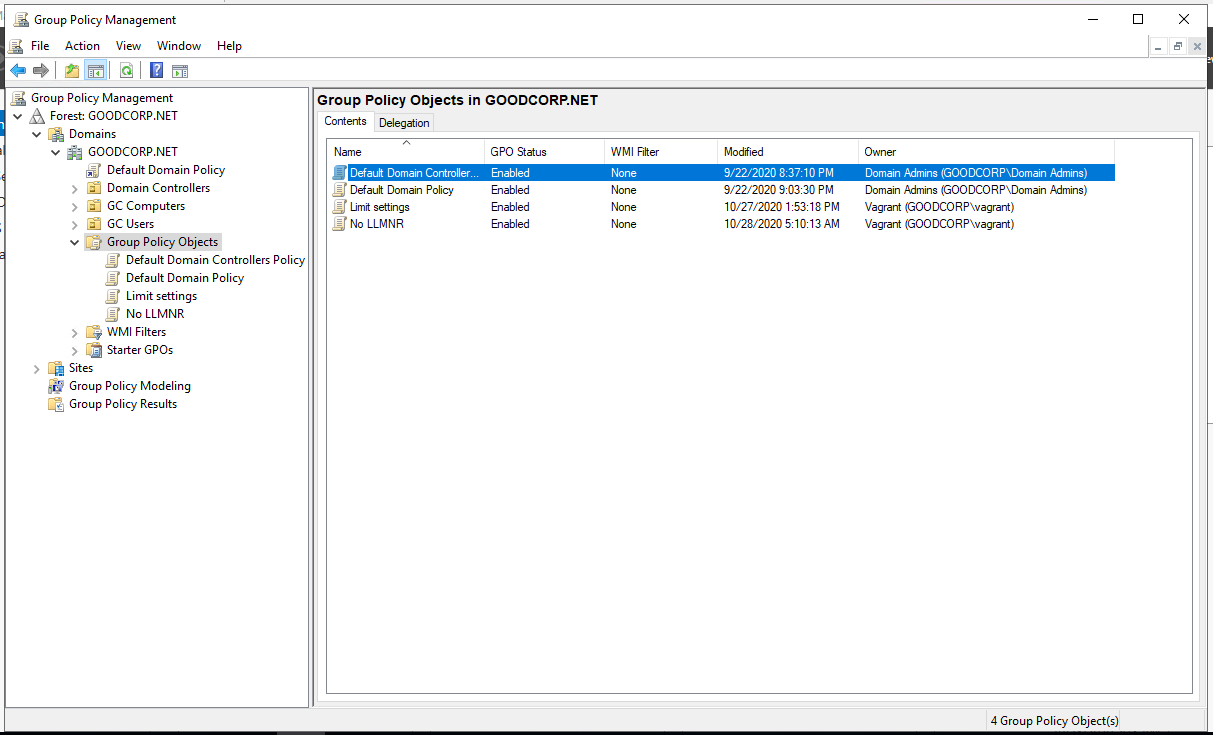 Group Policy Management
File Action View Window Help
Group Policy Management
Forest: GOODCORP.NET
Domains
GOODCORP.NET
Default Domain Policy
Domain Controllers
GC Computers
GC Users
Group Policy Objects
Default Domain Controllers Policy
Default Domain Policy
Limit settings
No LLMNR
WMI Filters
Starter GPOs
Sites
Group Policy Modeling
Group Policy Results
Group Policy Objects in GOODCORP.NET
Contents Delegation
Name GPO Status WMI Filter Modified Owner
Default Domain Controller... Enabled None 9/22/2020 8:37:10 PM Domain Admins (GOODCORP\Domain Admins)
Default Domain Policy Enabled None 9/22/2020 9:03:30 PM Domain Admins (GOODCORP\Domain Admins)
Limit settings Enabled None 10/27/2020 1:53:18 PM Vagrant (GOODCORP\vagrant)
No LLMNR Enabled None 10/28/2020 5:10:13 AM Vagrant (GOODCORP\vagrant)
4 Group Policy Object(s)